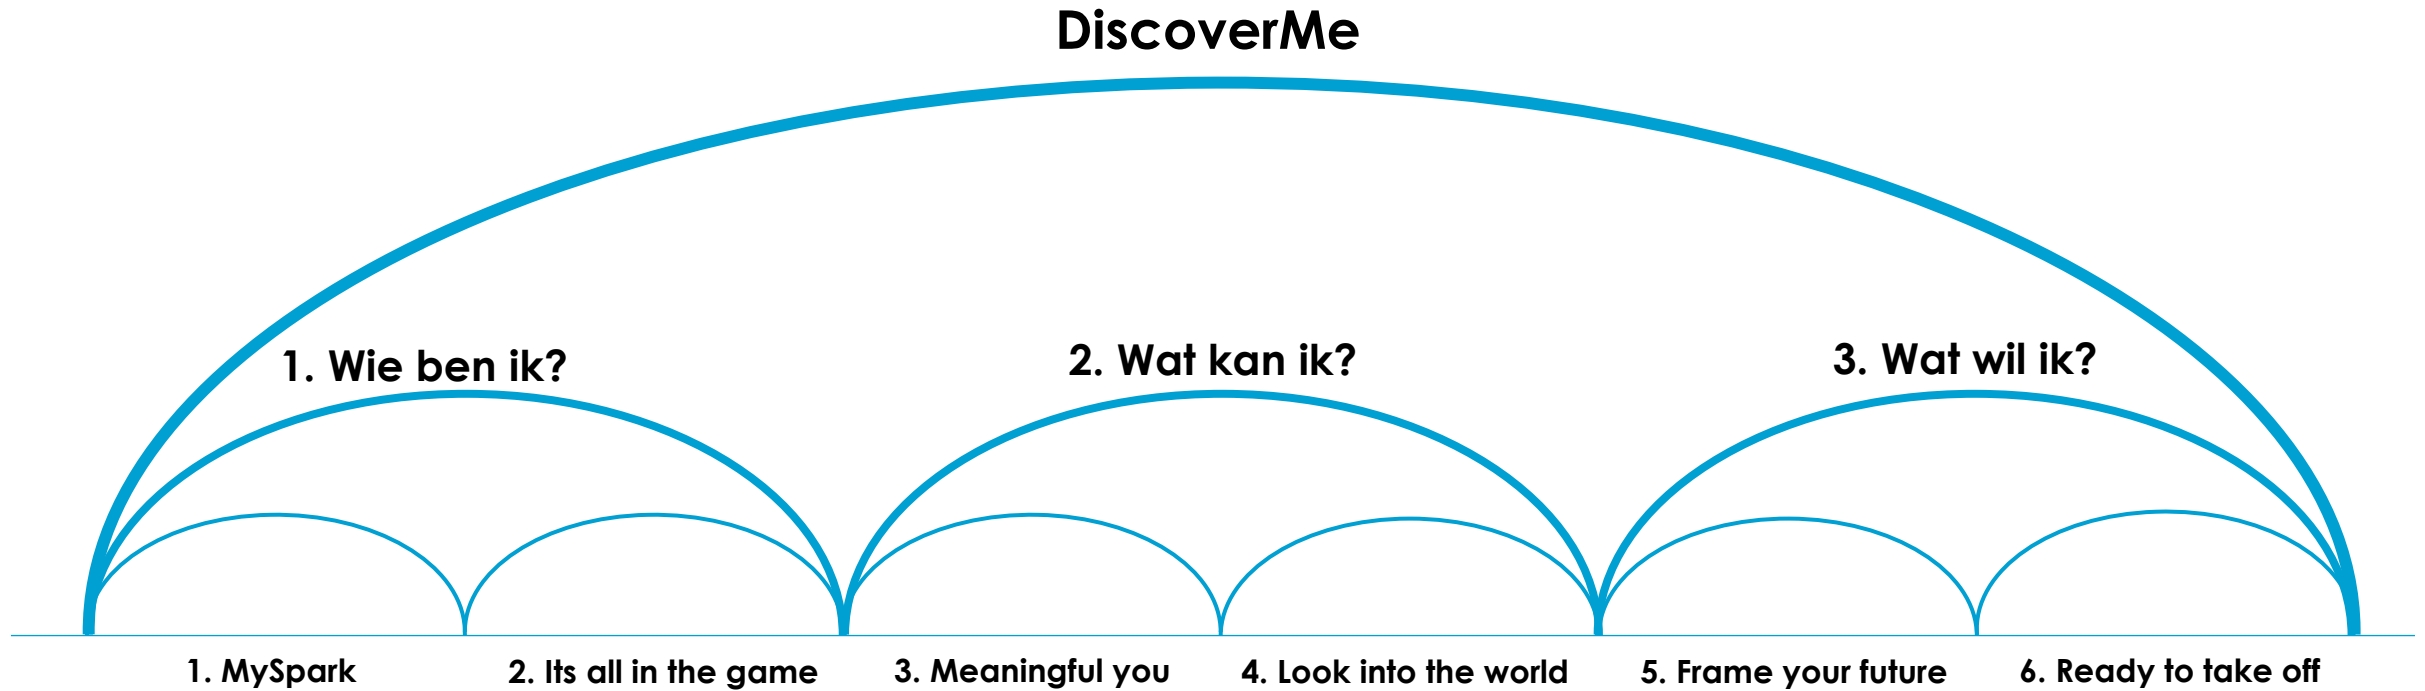 DiscoverMe
1. Wie ben ik?
2. Wat kan ik?
3. Wat wil ik?
1. MySpark
2. Its all in the game
3. Meaningful you
4. Look into the world
5. Frame your future
6. Ready to take off